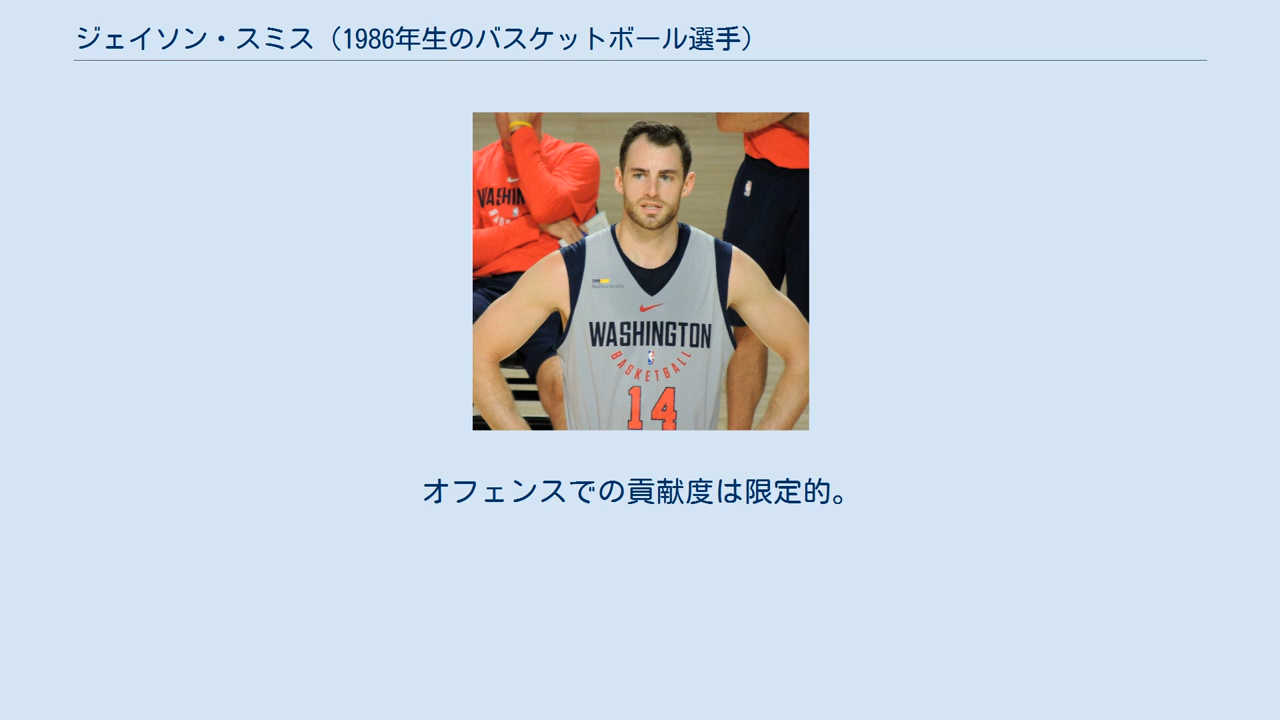 ジェイソン・スミス（1986年生のバスケットボール選手）
WASHIN
WASHINGTON
BASKETBALL
14
オフェンスでの貢献度は限定的。